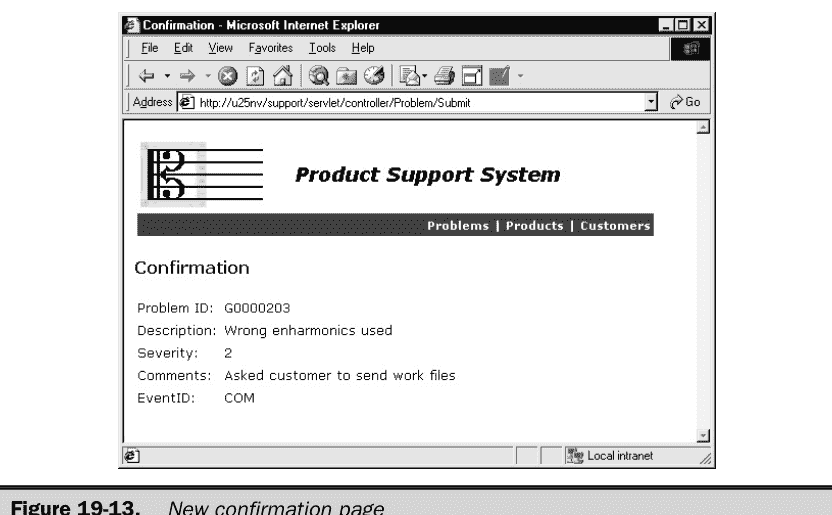 Confirmation - Microsoft Internet Explorer
File Edit View Favorites Tools Help
Address http://u25nv/support/servlet/controller/Problem/Submit Go
Product Support System
Problems | Products | Customers
Confirmation
Problem ID: G0000203
Description: Wrong enharmonics used
Severity: 2
Comments: Asked customer to send work files
EventID: COM
Local intranet
Figure 19-13. New confirmation page